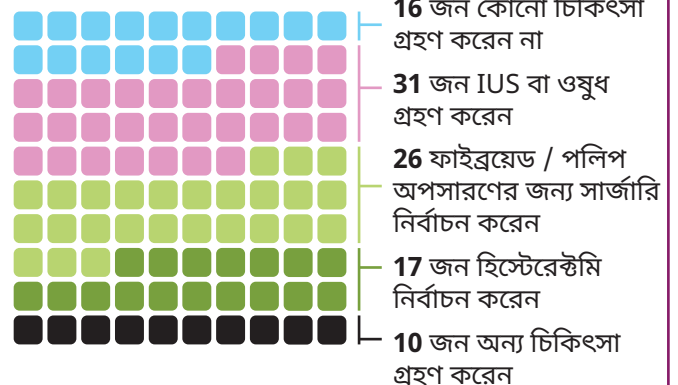 16 জন কোনো চিকিৎসা
গ্রহণ করেন না
31 জন IUS বা ওষুধ
গ্রহণ করেন
26 ফাইব্রয়েড / পলিপ
অপসারণের জন্য সার্জারি
নির্বাচন করেন
17 জন হিস্টেরেক্টমি
নির্বাচন করেন
10 জন অন্য চিকিৎসা
গ্রহণ করেন